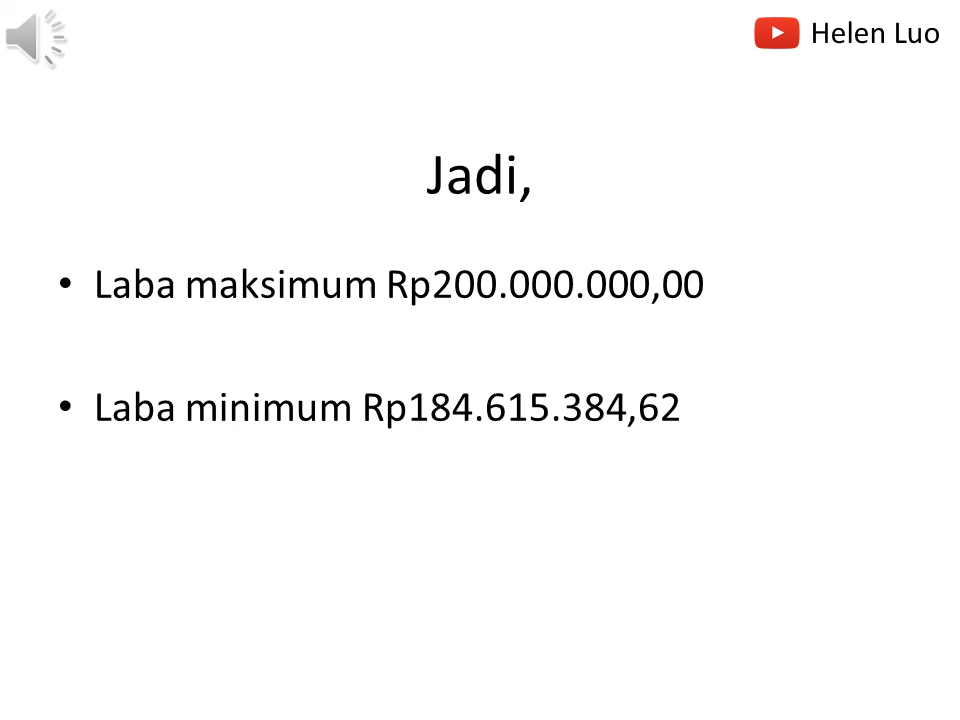 Helen Luo
Jadi,
• Laba maksimum Rp200.000.000,00
• Laba minimum Rp184.615.384,62